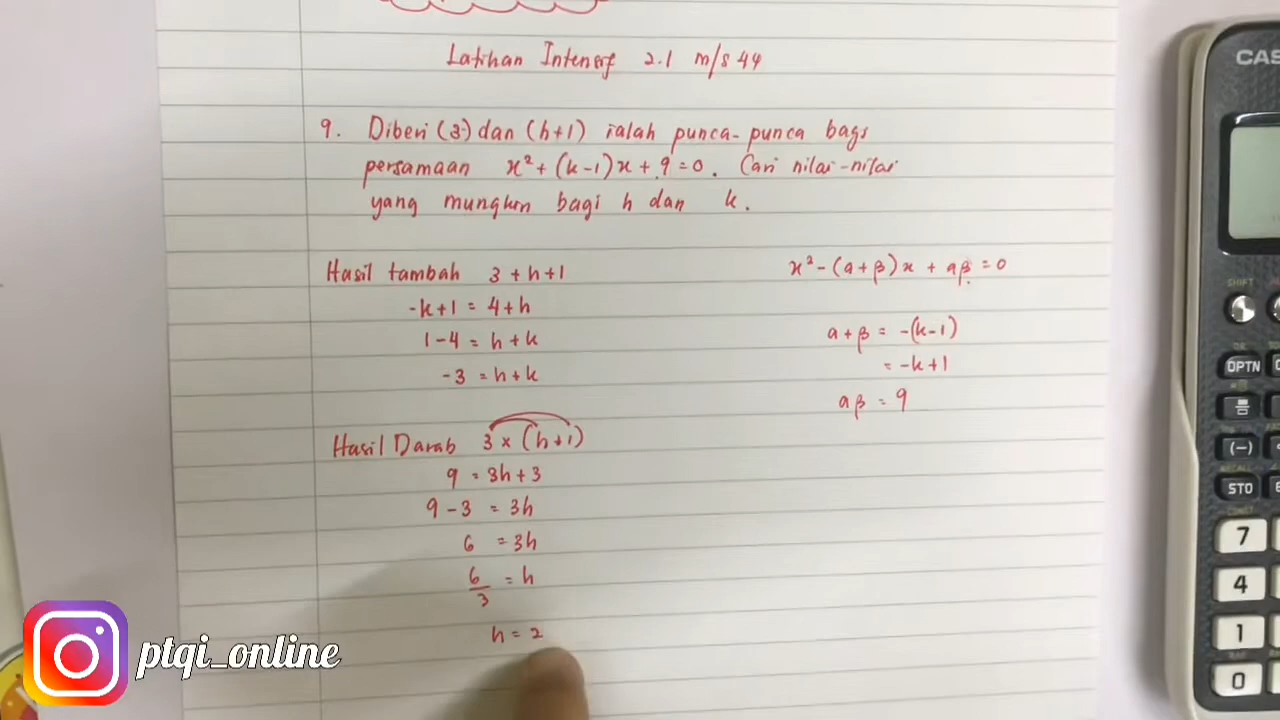 Latihan Intensif 2.1 m/s 44
9. Diberi (3) dan (h+1) ialah punca-punca bagi
persamaan x² + (k-1)x + 9 = 0. Cari nilai-nilai
yang mungkin bagi h dan k.
Hasil tambah 3 + h + 1
-k+1 = 4+h
1-4 = h+k
-3 = h+k
Hasil Darab 3 × (h+1)
9 = 3h+3
9-3 = 3h
6 = 3h
6/3 = h
h = 2
x² - (α+β)x + αβ = 0
α+β = -(k-1)
= -k+1
αβ = 9
ptqi_online
CAS
SHIFT
OPTN
(-)
STO
7
4
1
0